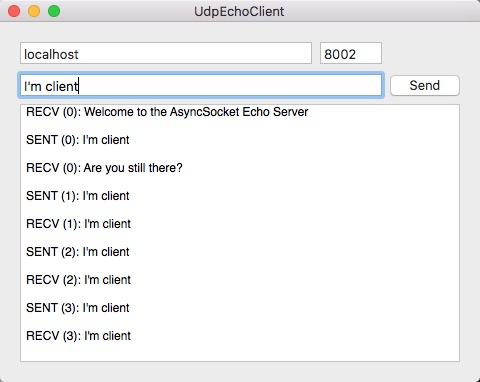 UdpEchoClient
localhost 8002
I'm client Send
RECV (0): Welcome to the AsyncSocket Echo Server
SENT (0): I'm client
RECV (0): Are you still there?
SENT (1): I'm client
RECV (1): I'm client
SENT (2): I'm client
RECV (2): I'm client
SENT (3): I'm client
RECV (3): I'm client